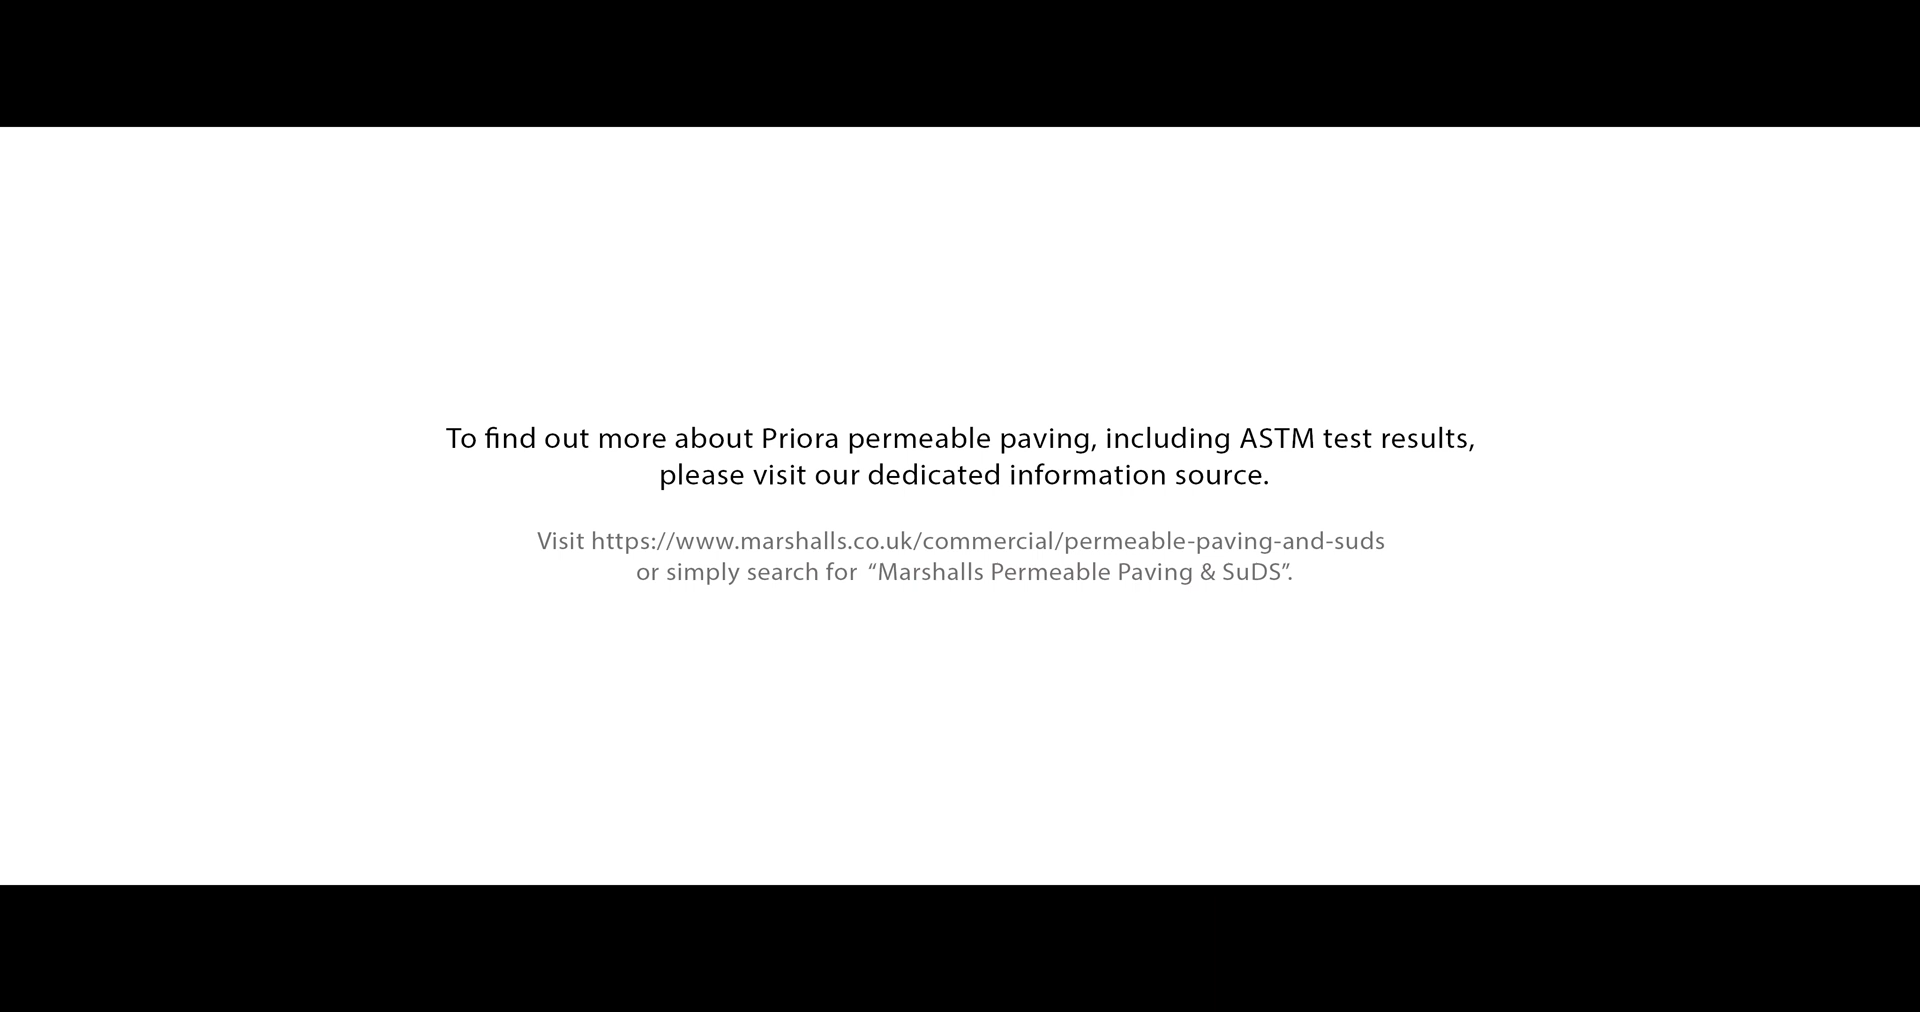 To find out more about Priora permeable paving, including ASTM test results,
please visit our dedicated information source.
Visit https://www.marshalls.co.uk/commercial/permeable-paving-and-suds
or simply search for “Marshalls Permeable Paving & SuDS”.